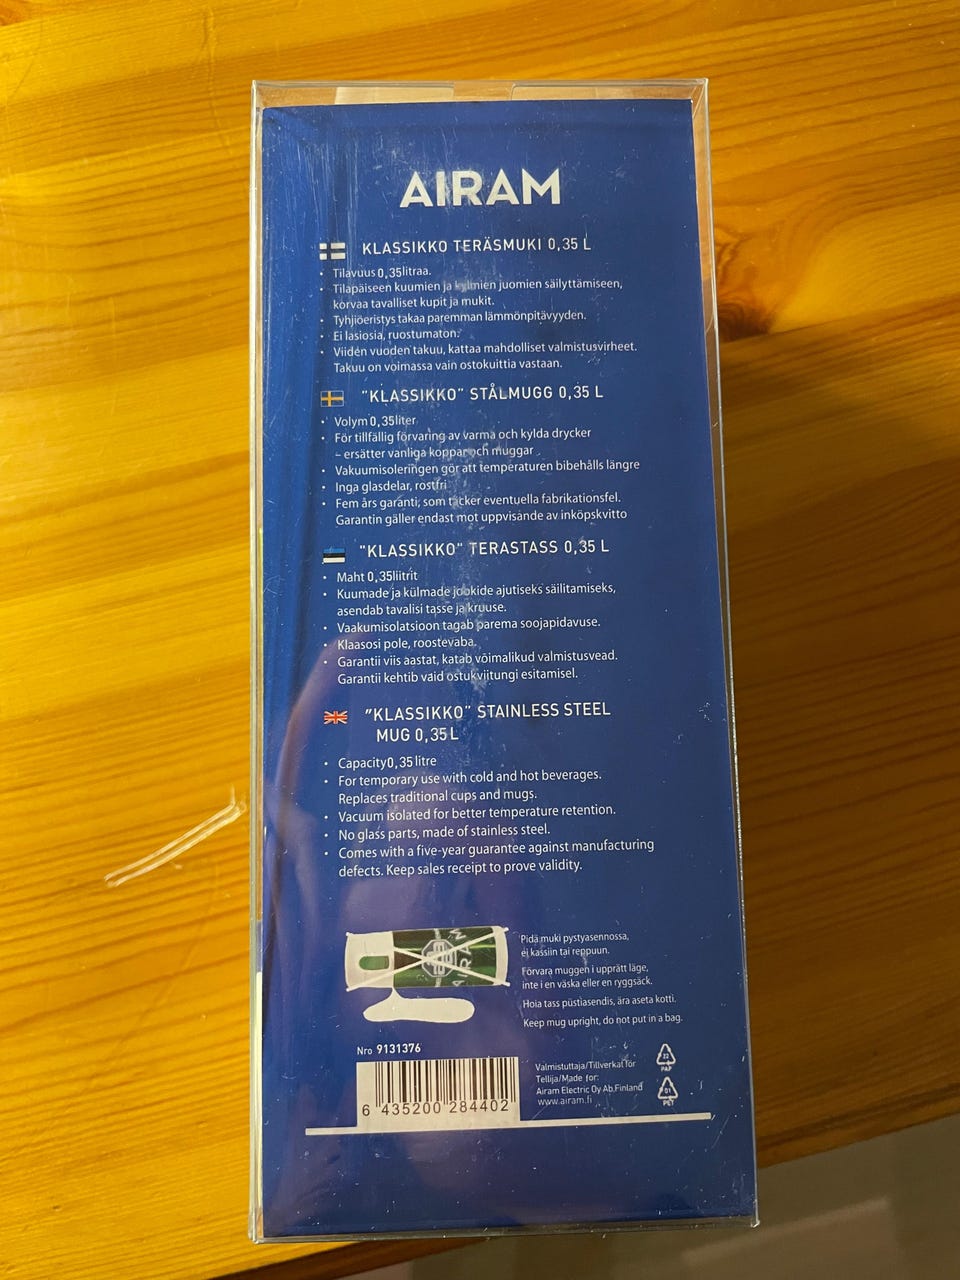 AIRAM
KLASSIKKO TERÄSMUKI 0,35 L
• Tilavuus 0,35litraa.
• Tilapäiseen kuumien ja kylmien juomien säilyttämiseen,
korvaa tavalliset kupit ja mukit.
• Tyhjiöeristys takaa paremman lämmönpitävyyden.
• Ei lasiosia, ruostumaton.
• Viiden vuoden takuu, kattaa mahdolliset valmistusvirheet.
Takuu on voimassa vain ostokuittia vastaan.
"KLASSIKKO" STÅLMUGG 0,35 L
• Volym 0,35liter
• För tillfällig förvaring av varma och kylda drycker
– ersätter vanliga koppar och muggar
• Vakuumisoleringen gör att temperaturen bibehålls längre
• Inga glasdelar, rostfri
• Fem års garanti; som täcker eventuella fabrikationsfel.
Garantin gäller endast mot uppvisande av inköpskvitto
"KLASSIKKO" TERASTASS 0,35 L
• Maht 0,35liitrit
• Kuumade ja külmade jookide ajutiseks säilitamiseks,
asendab tavalisi tasse ja kruuse.
• Vaakumisolatsioon tagab parema soojapidavuse.
• Klaasosi pole, roostevaba.
• Garantii viis aastat, katab võimalikud valmistusvead.
Garantii kehtib vaid ostukviitungi esitamisel.
"KLASSIKKO" STAINLESS STEEL
MUG 0,35 L
• Capacity0,35 litre
• For temporary use with cold and hot beverages.
Replaces traditional cups and mugs.
• Vacuum isolated for better temperature retention.
• No glass parts, made of stainless steel.
• Comes with a five-year guarantee against manufacturing
defects. Keep sales receipt to prove validity.
AIRAM
Pidä muki pystyasennossa,
ei kassiin tai reppuun.
Förvara muggen i upprätt läge,
inte i en väska eller en ryggsäck.
Hoia tass püstiasendis, ära aseta kotti.
Keep mug upright, do not put in a bag.
Nro 9131376
6 435200 284402
Valmistuttaja/Tillverkat för
Tellija/Made for:
Airam Electric Oy Ab, Finland
www.airam.fi
22
PAP
01
PET